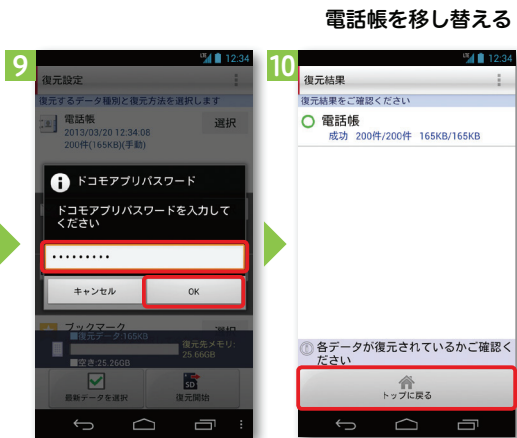 電話帳を移し替える
9
12:34
復元設定
復元するデータ種別と復元方法を選択します
電話帳
2013/03/20 12:34:08
200件(165KB)(手動)
選択
ドコモアプリパスワード
ドコモアプリパスワードを入力して
ください
•••••••••
キャンセル
OK
ブックマーク
■復元データ:165KB
■空き:25.26GB
復元先メモリ:
25.66GB
最新データを選択
SD
復元開始
10
12:34
復元結果
復元結果をご確認ください
電話帳
成功 200件/200件 165KB/165KB
各データが復元されているかご確認く
ださい
トップに戻る